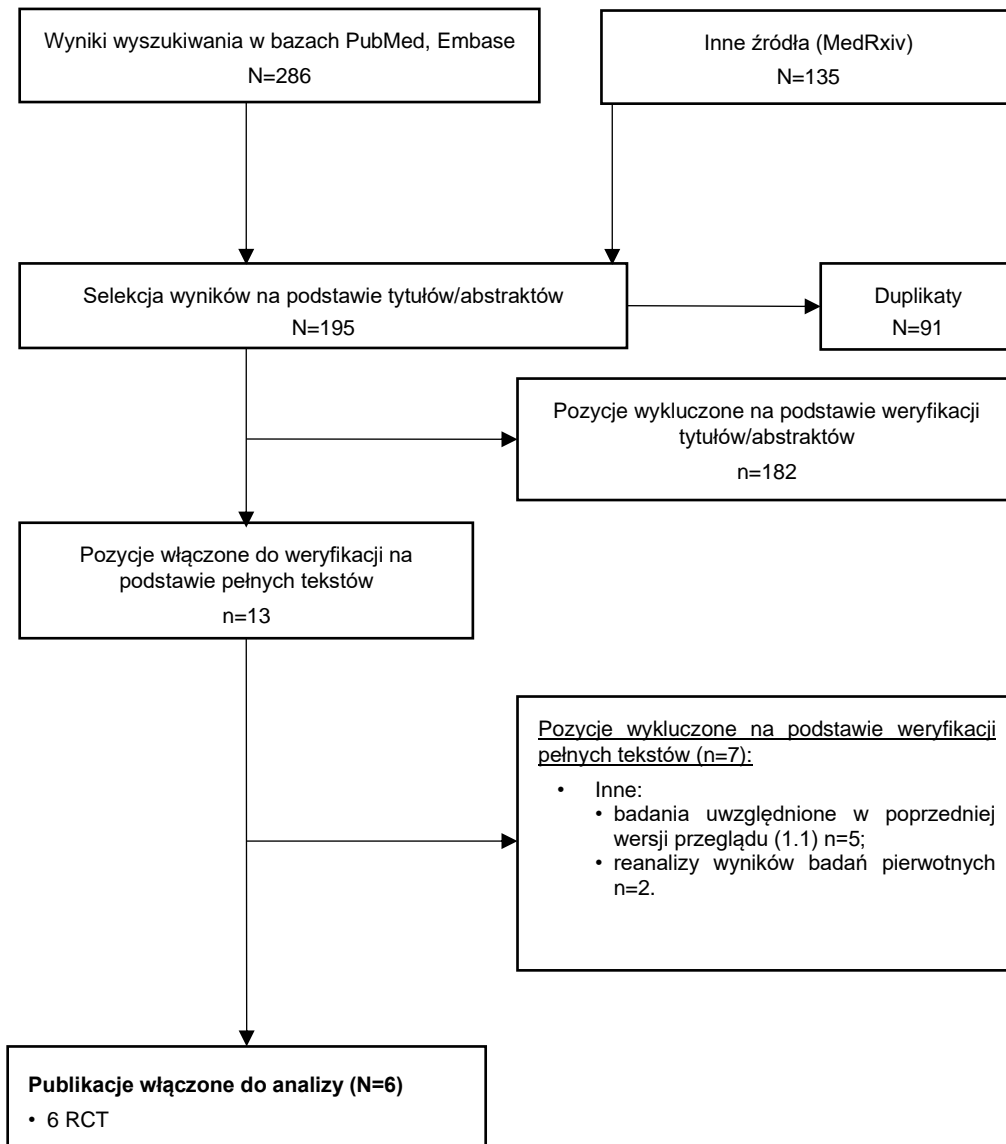 Wyniki wyszukiwania w bazach PubMed, Embase
N=286
Inne źródła (MedRxiv)
N=135
Selekcja wyników na podstawie tytułów/abstraktów
N=195
Duplikaty
N=91
Pozycje wykluczone na podstawie weryfikacji
tytułów/abstraktów
n=182
Pozycje włączone do weryfikacji na
podstawie pełnych tekstów
n=13
Pozycje wykluczone na podstawie weryfikacji
pełnych tekstów (n=7):
• Inne:
• badania uwzględnione w poprzedniej
wersji przeglądu (1.1) n=5;
• reanalizy wyników badań pierwotnych
n=2.
Publikacje włączone do analizy (N=6)
• 6 RCT